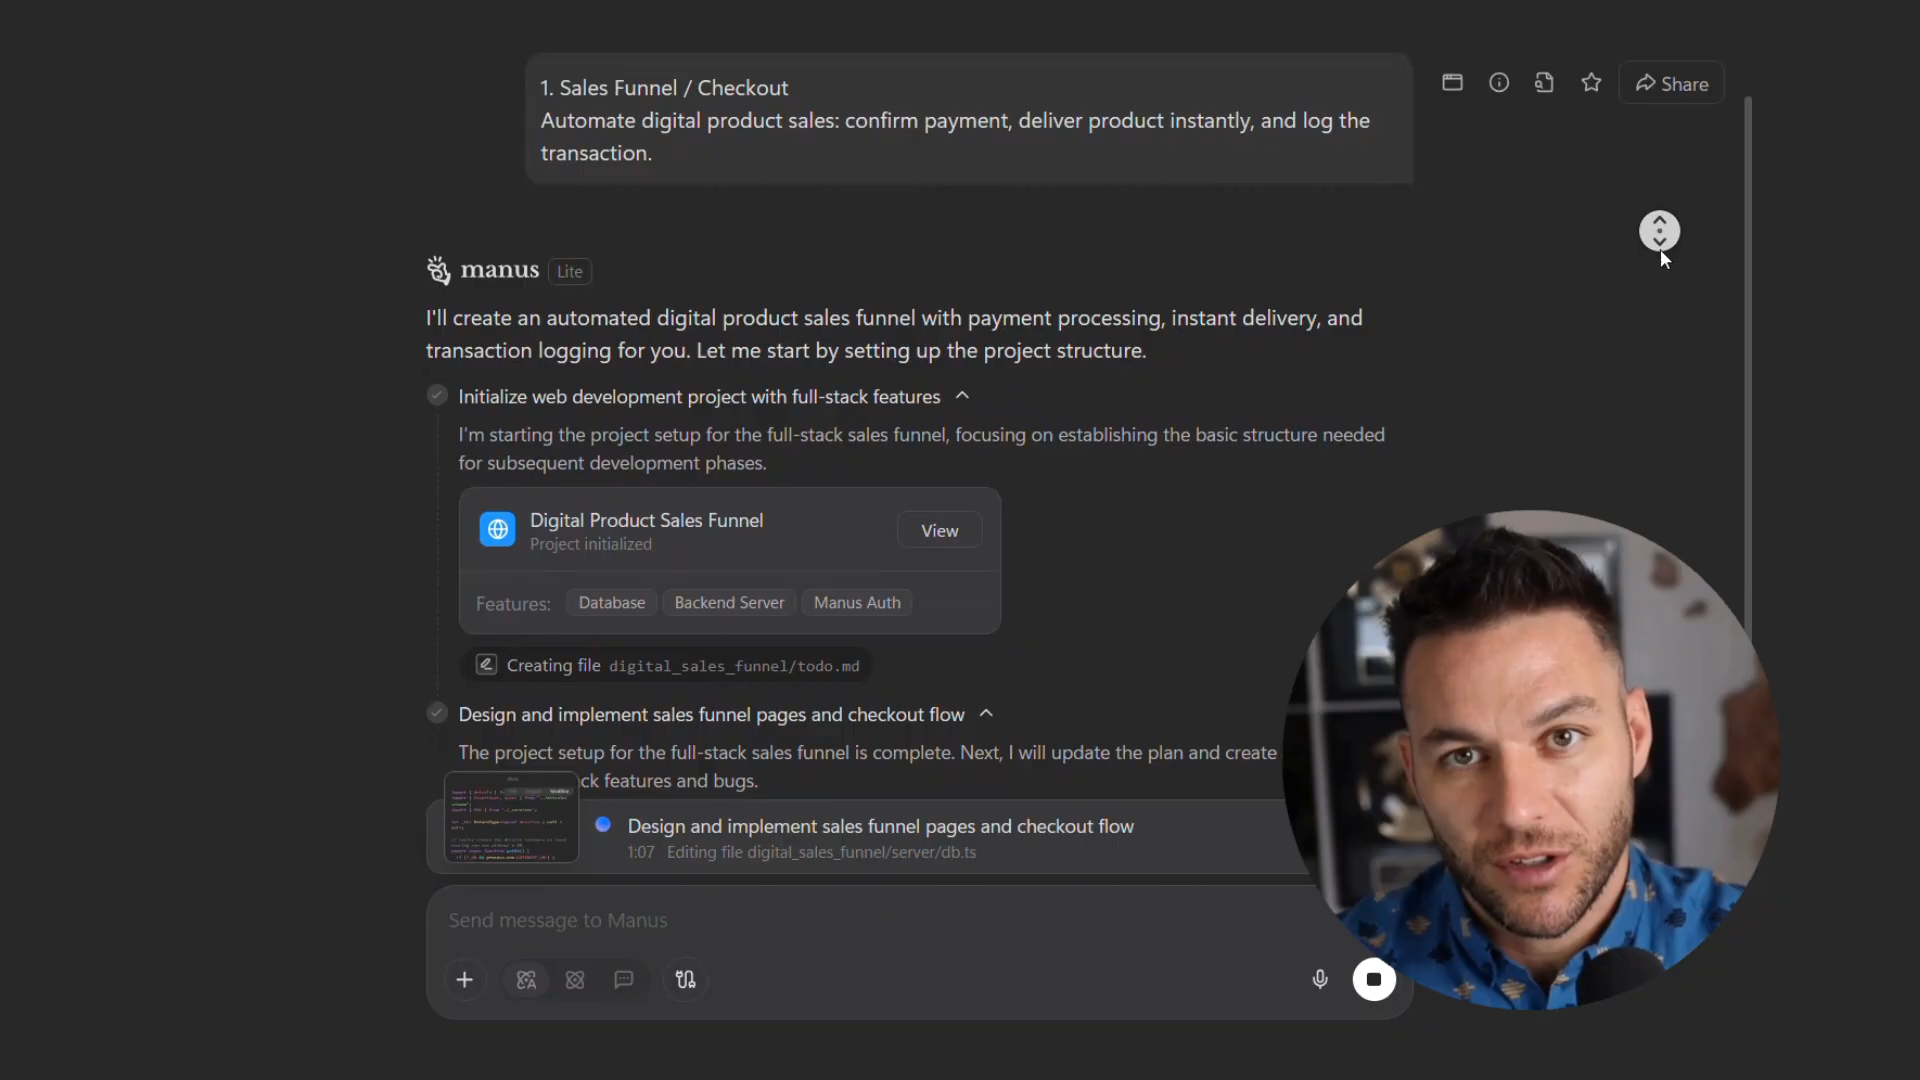 1. Sales Funnel / Checkout
Automate digital product sales: confirm payment, deliver product instantly, and log the
transaction.
Share
manus Lite
I'll create an automated digital product sales funnel with payment processing, instant delivery, and
transaction logging for you. Let me start by setting up the project structure.
Initialize web development project with full-stack features
I'm starting the project setup for the full-stack sales funnel, focusing on establishing the basic structure needed
for subsequent development phases.
Digital Product Sales Funnel
Project initialized
View
Features: Database Backend Server Manus Auth
Creating file digital_sales_funnel/todo.md
Design and implement sales funnel pages and checkout flow
The project setup for the full-stack sales funnel is complete. Next, I will update the plan and create
ck features and bugs.
Design and implement sales funnel pages and checkout flow
1:07 Editing file digital_sales_funnel/server/db.ts
Send message to Manus